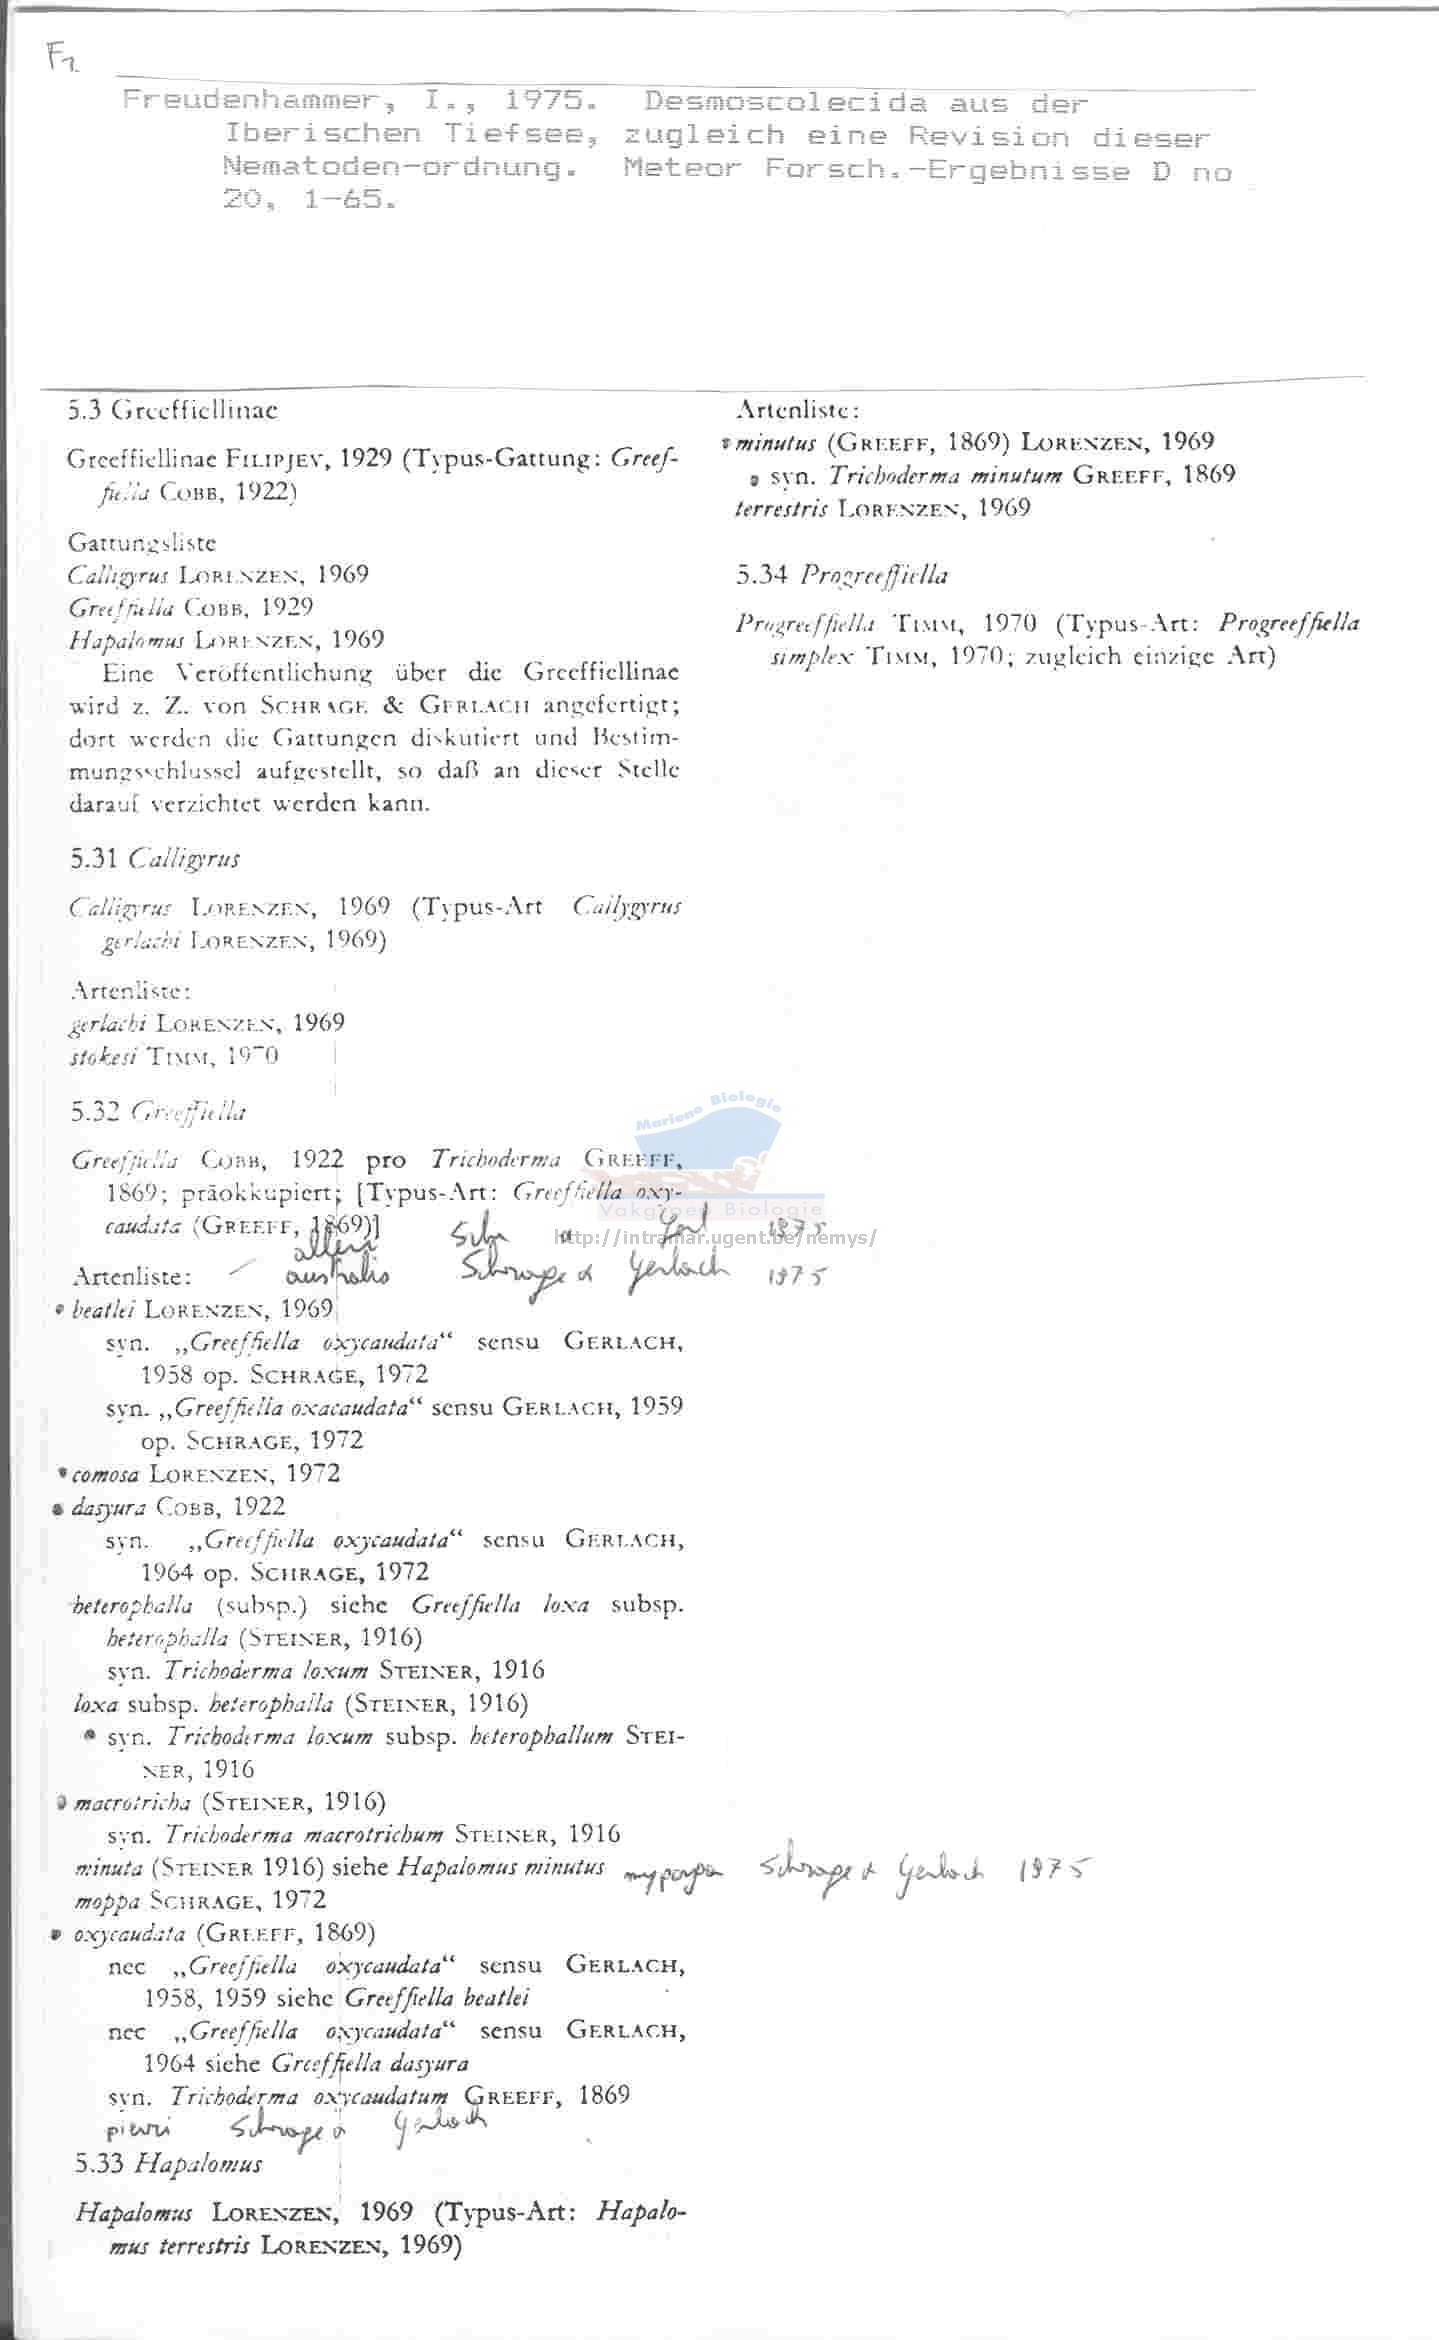 F2
Freudenhammer, I., 1975. Desmoscolecida aus der
Iberischen Tiefsee, zugleich eine Revision dieser
Nematoden-ordnung. Meteor Forsch.-Ergebnisse D no
20, 1-65.
5.3 Greeffiellinae
Greeffiellinae FILIPJEV, 1929 (Typus-Gattung: Greef-
fiella COBB, 1922)
Gattungsliste
Calligyrus LORENZEN, 1969
Greeffiella COBB, 1929
Hapalomus LORENZEN, 1969
Eine Veröffentlichung über die Greeffiellinae
wird z. Z. von SCHRAGE & GERLACH angefertigt;
dort werden die Gattungen diskutiert und Bestim-
mungsschlussel aufgestellt, so daß an dieser Stelle
darauf verzichtet werden kann.
5.31 Calligyrus
Calligyrus LORENZEN, 1969 (Typus-Art Callygyrus
gerlachi LORENZEN, 1969)
Artenliste:
gerlachi LORENZEN, 1969
stokesi TIMM, 1970
5.32 Greeffiella
Greeffiella COBB, 1922 pro Trichoderma GREEFF,
1869; präokkupiert; [Typus-Art: Greeffiella oxy-
caudata (GREEFF, 1869)]
alleni Schr & Gerl 1975
Artenliste: australis Schrage & Gerlach 1975
beatlei LORENZEN, 1969
syn. „Greeffiella oxycaudata“ sensu GERLACH,
1958 op. SCHRAGE, 1972
syn. „Greeffiella oxacaudata“ sensu GERLACH, 1959
op. SCHRAGE, 1972
comosa LORENZEN, 1972
dasyura COBB, 1922
syn. „Greeffiella oxycaudata“ sensu GERLACH,
1964 op. SCHRAGE, 1972
heterophalla (subsp.) siehe Greeffiella loxa subsp.
heterophalla (STEINER, 1916)
syn. Trichoderma loxum STEINER, 1916
loxa subsp. heterophalla (STEINER, 1916)
syn. Trichoderma loxum subsp. heterophallum STEI-
NER, 1916
macrotricha (STEINER, 1916)
syn. Trichoderma macrotrichum STEINER, 1916
minuta (STEINER 1916) siehe Hapalomus minutus Schrage & Gerlach 1975
moppa SCHRAGE, 1972
oxycaudata (GREEFF, 1869)
nec „Greeffiella oxycaudata“ sensu GERLACH,
1958, 1959 siehe Greeffiella beatlei
nec „Greeffiella oxycaudata“ sensu GERLACH,
1964 siehe Greeffiella dasyura
syn. Trichoderma oxycaudatum GREEFF, 1869
pierri Schrage & Gerlach
5.33 Hapalomus
Hapalomus LORENZEN, 1969 (Typus-Art: Hapalo-
mus terrestris LORENZEN, 1969)
Artenliste:
minutus (GREEFF, 1869) LORENZEN, 1969
syn. Trichoderma minutum GREEFF, 1869
terrestris LORENZEN, 1969
5.34 Progreeffiella
Progreeffiella TIMM, 1970 (Typus-Art: Progreeffiella
simplex TIMM, 1970; zugleich einzige Art)
Mariene Biologie
Vakgroep Biologie
http://intramar.ugent.be/nemys/